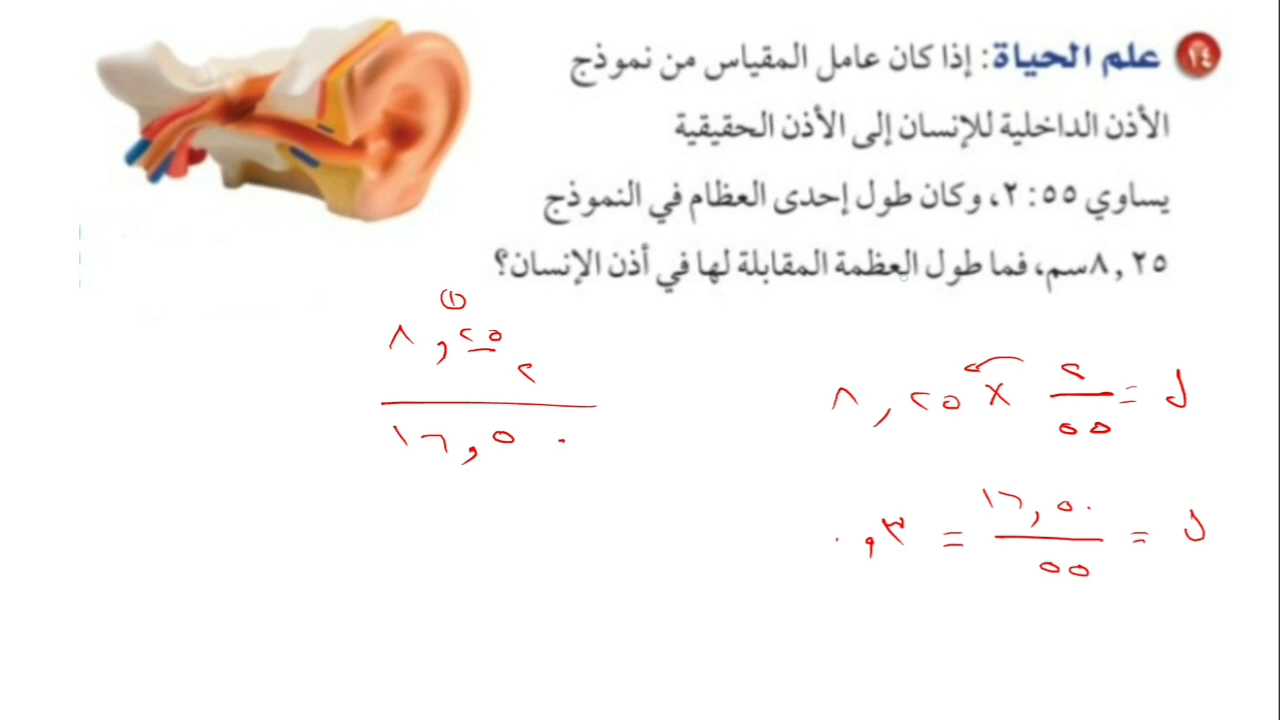 ١٤ علم الحياة: إذا كان عامل المقياس من نموذج
الأذن الداخلية للإنسان إلى الأذن الحقيقية
يساوي ٥٥ : ٢، وكان طول إحدى العظام في النموذج
٨,٢٥سم، فما طول العظمة المقابلة لها في أذن الإنسان؟
ل = ٢/٥٥ × ٨,٢٥
ل = ١٦,٥٠/٥٥ = ٠,٣
١
٨,٢٥
٢
١٦,٥٠